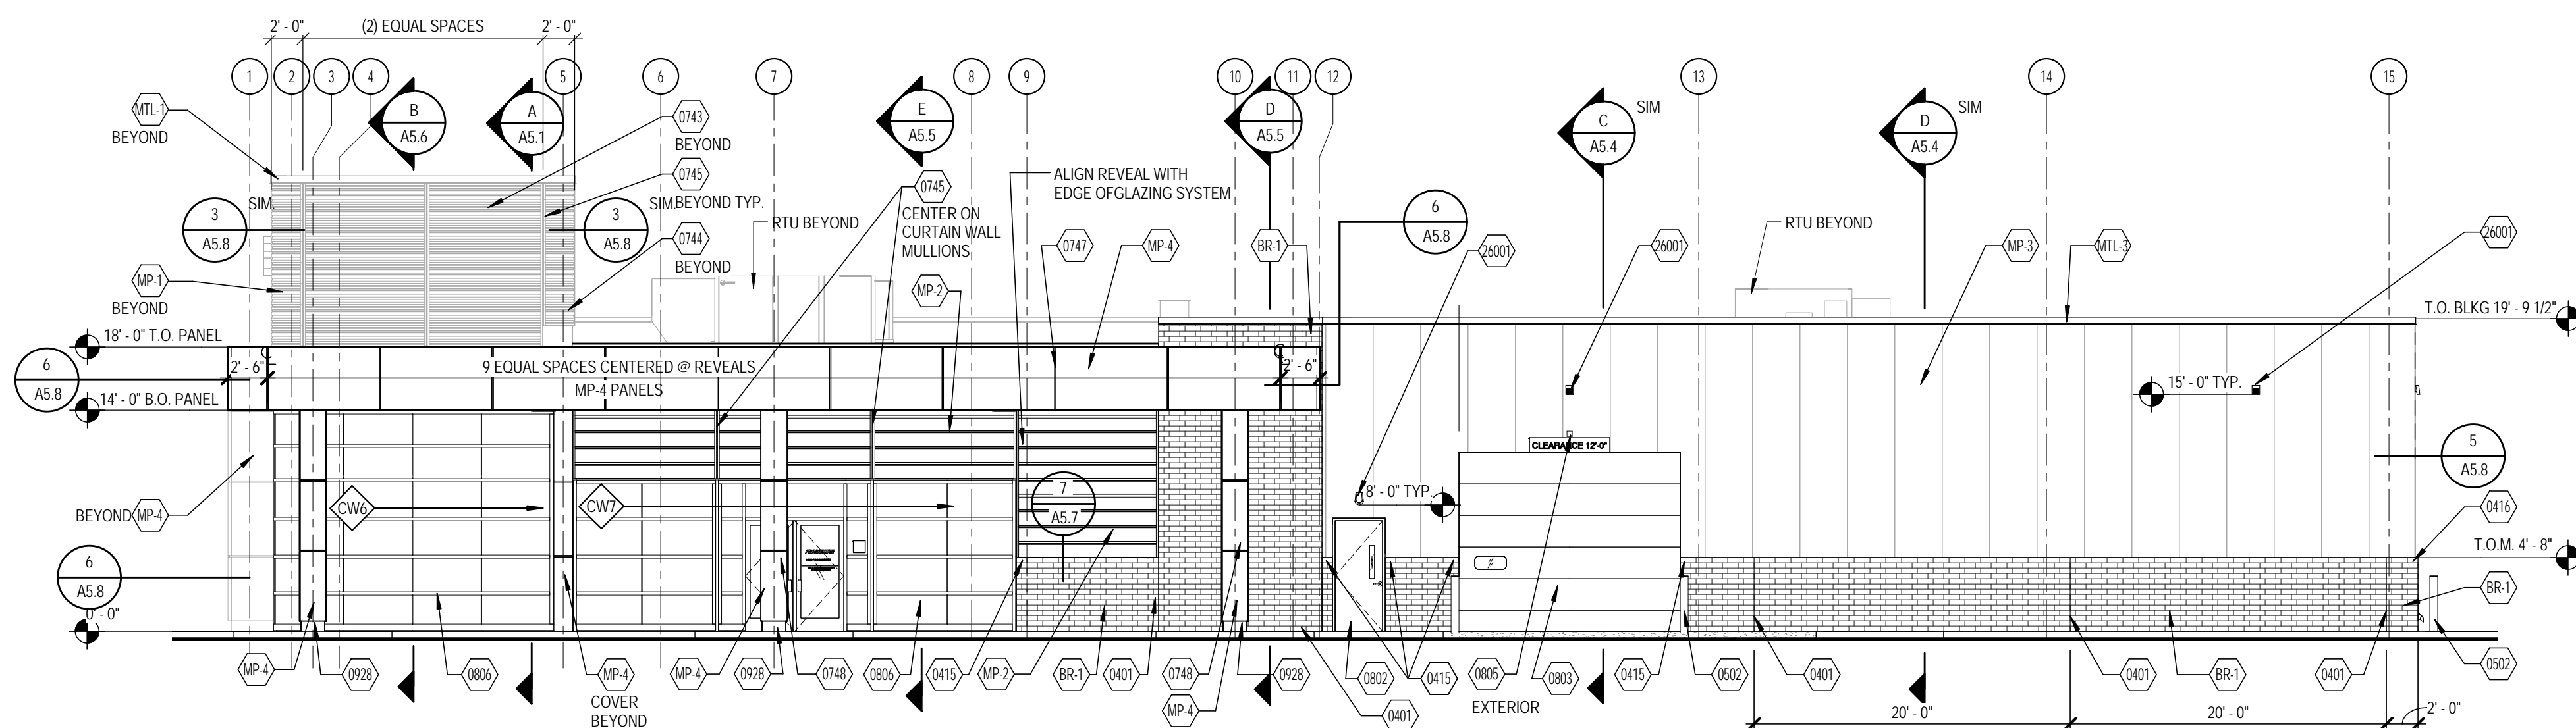 2' - 0"
(2) EQUAL SPACES
2' - 0"
1
2
3
4
5
6
7
8
9
10
11
12
13
14
15
B
A5.6
A
A5.1
E
A5.5
D
A5.5
C
A5.4
SIM
D
A5.4
SIM
MTL-1
BEYOND
0743
BEYOND
0745
BEYOND TYP.
0744
BEYOND
3
A5.8
SIM.
3
A5.8
SIM.
MP-1
BEYOND
RTU BEYOND
0745
CENTER ON
CURTAIN WALL
MULLIONS
ALIGN REVEAL WITH
EDGE OFGLAZING SYSTEM
MP-2
0747
MP-4
BR-1
6
A5.8
26001
26001
RTU BEYOND
MP-3
MTL-3
26001
T.O. BLKG 19' - 9 1/2"
18' - 0" T.O. PANEL
6
A5.8
2' - 6"
9 EQUAL SPACES CENTERED @ REVEALS
MP-4 PANELS
2' - 6"
14' - 0" B.O. PANEL
15' - 0" TYP.
CLEARANCE 12'-0"
8' - 0" TYP.
5
A5.8
BEYOND
MP-4
CW6
CW7
7
A5.7
0416
T.O.M. 4' - 8"
BR-1
6
A5.8
0' - 0"
MP-4
0928
0806
MP-4
COVER
BEYOND
MP-4
0928
0748
0806
0415
MP-2
BR-1
0401
0748
MP-4
0928
0401
0802
0415
0805
EXTERIOR
0803
0415
0502
0401
0401
BR-1
0401
0502
20' - 0"
20' - 0"
2' - 0"